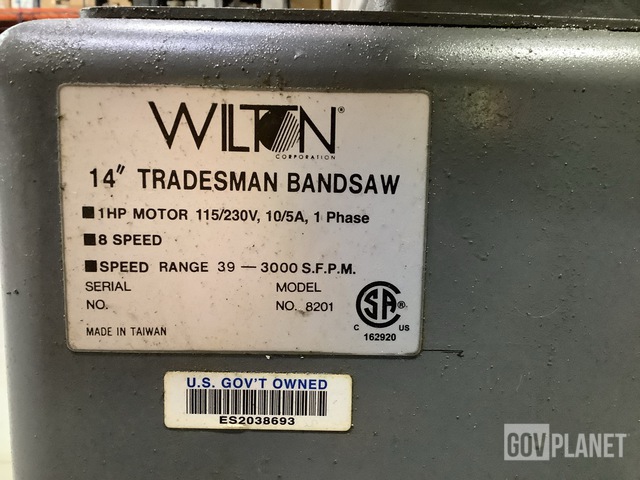 WILTON®
CORPORATION
14" TRADESMAN BANDSAW
■ 1HP MOTOR 115/230V, 10/5A, 1 Phase
■ 8 SPEED
■ SPEED RANGE 39 — 3000 S.F.P.M.
SERIAL MODEL
NO. NO. 8201
SA®
C US
162920
MADE IN TAIWAN
U.S. GOV'T OWNED
ES2038693
GOVPLANET